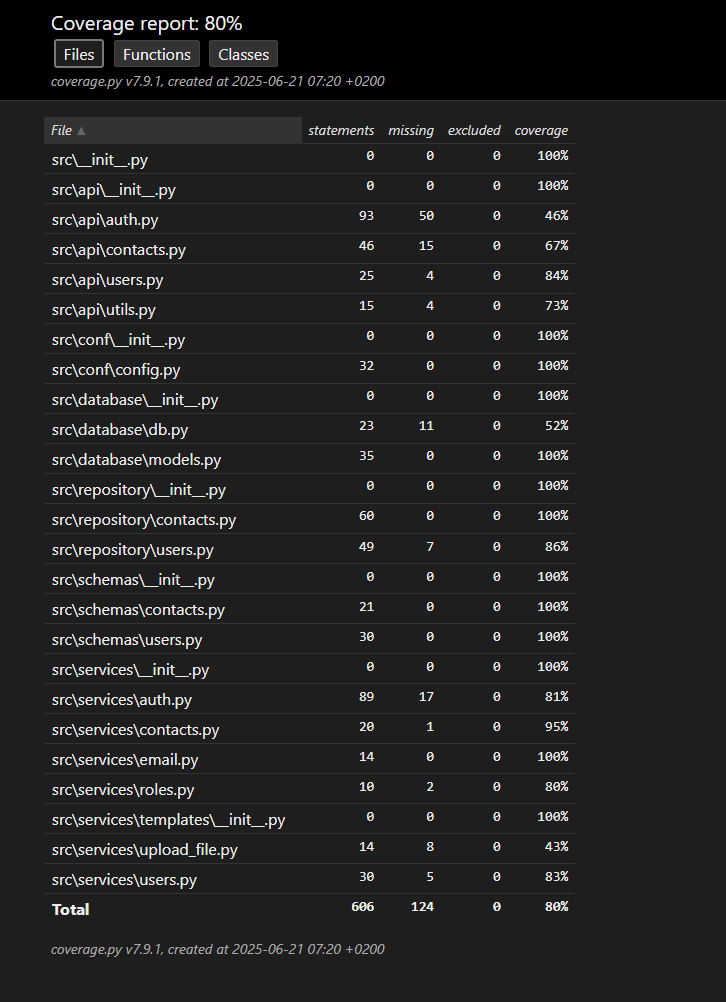 Coverage report: 80%
Files Functions Classes
coverage.py v7.9.1, created at 2025-06-21 07:20 +0200
File ▲ statements missing excluded coverage
src\__init__.py 0 0 0 100%
src\api\__init__.py 0 0 0 100%
src\api\auth.py 93 50 0 46%
src\api\contacts.py 46 15 0 67%
src\api\users.py 25 4 0 84%
src\api\utils.py 15 4 0 73%
src\conf\__init__.py 0 0 0 100%
src\conf\config.py 32 0 0 100%
src\database\__init__.py 0 0 0 100%
src\database\db.py 23 11 0 52%
src\database\models.py 35 0 0 100%
src\repository\__init__.py 0 0 0 100%
src\repository\contacts.py 60 0 0 100%
src\repository\users.py 49 7 0 86%
src\schemas\__init__.py 0 0 0 100%
src\schemas\contacts.py 21 0 0 100%
src\schemas\users.py 30 0 0 100%
src\services\__init__.py 0 0 0 100%
src\services\auth.py 89 17 0 81%
src\services\contacts.py 20 1 0 95%
src\services\email.py 14 0 0 100%
src\services\roles.py 10 2 0 80%
src\services\templates\__init__.py 0 0 0 100%
src\services\upload_file.py 14 8 0 43%
src\services\users.py 30 5 0 83%
Total 606 124 0 80%
coverage.py v7.9.1, created at 2025-06-21 07:20 +0200